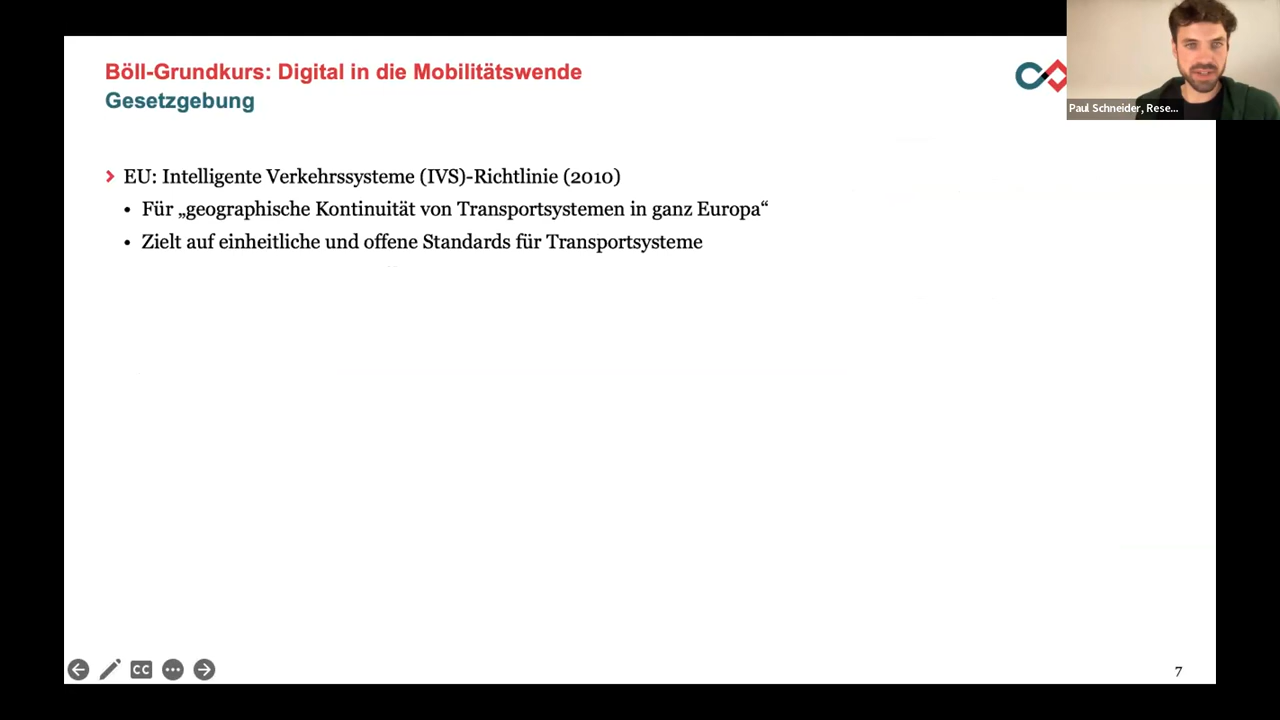 Böll-Grundkurs: Digital in die Mobilitätswende
Gesetzgebung
Paul Schneider, Rese...
EU: Intelligente Verkehrssysteme (IVS)-Richtlinie (2010)
• Für „geographische Kontinuität von Transportsystemen in ganz Europa“
• Zielt auf einheitliche und offene Standards für Transportsysteme
CC
7